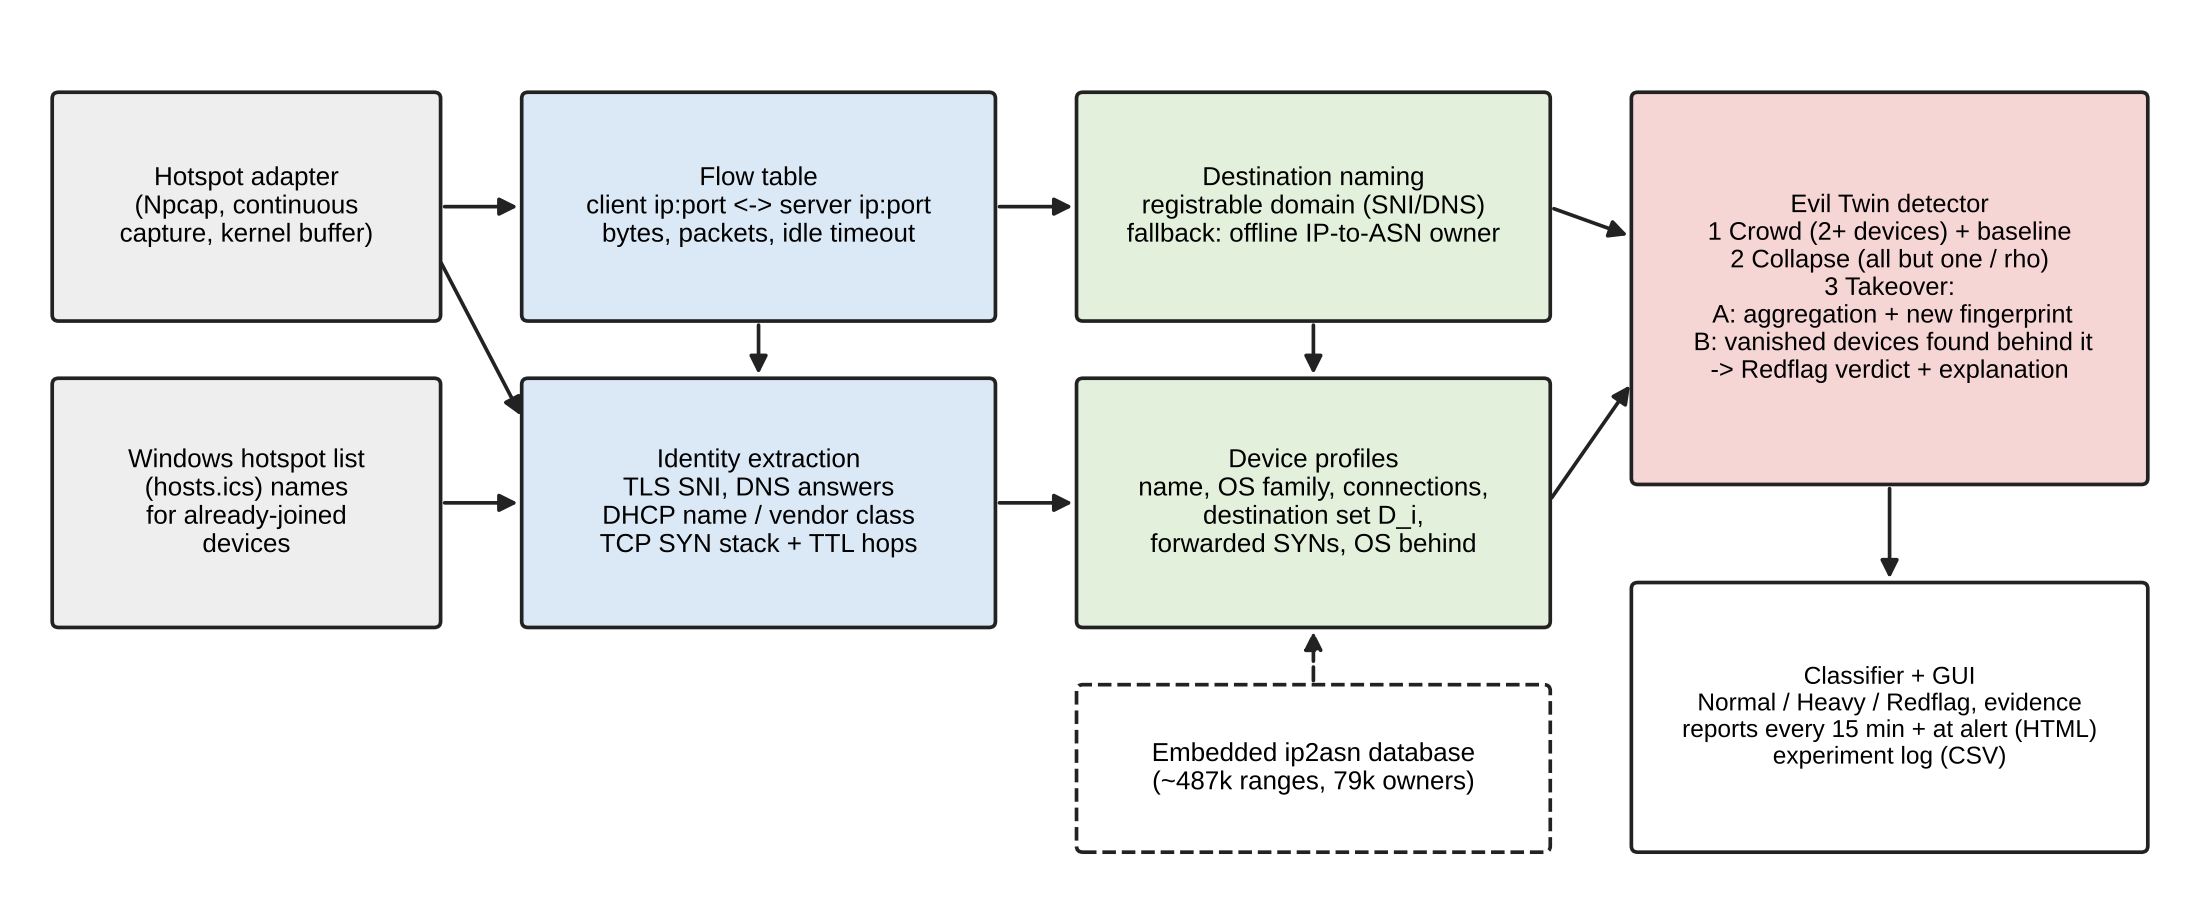 Hotspot adapter
(Npcap, continuous
capture, kernel buffer)
Flow table
client ip:port <-> server ip:port
bytes, packets, idle timeout
Destination naming
registrable domain (SNI/DNS)
fallback: offline IP-to-ASN owner
Evil Twin detector
1 Crowd (2+ devices) + baseline
2 Collapse (all but one / rho)
3 Takeover:
A: aggregation + new fingerprint
B: vanished devices found behind it
-> Redflag verdict + explanation
Windows hotspot list
(hosts.ics) names
for already-joined
devices
Identity extraction
TLS SNI, DNS answers
DHCP name / vendor class
TCP SYN stack + TTL hops
Device profiles
name, OS family, connections,
destination set D_i,
forwarded SYNs, OS behind
Embedded ip2asn database
(~487k ranges, 79k owners)
Classifier + GUI
Normal / Heavy / Redflag, evidence
reports every 15 min + at alert (HTML)
experiment log (CSV)